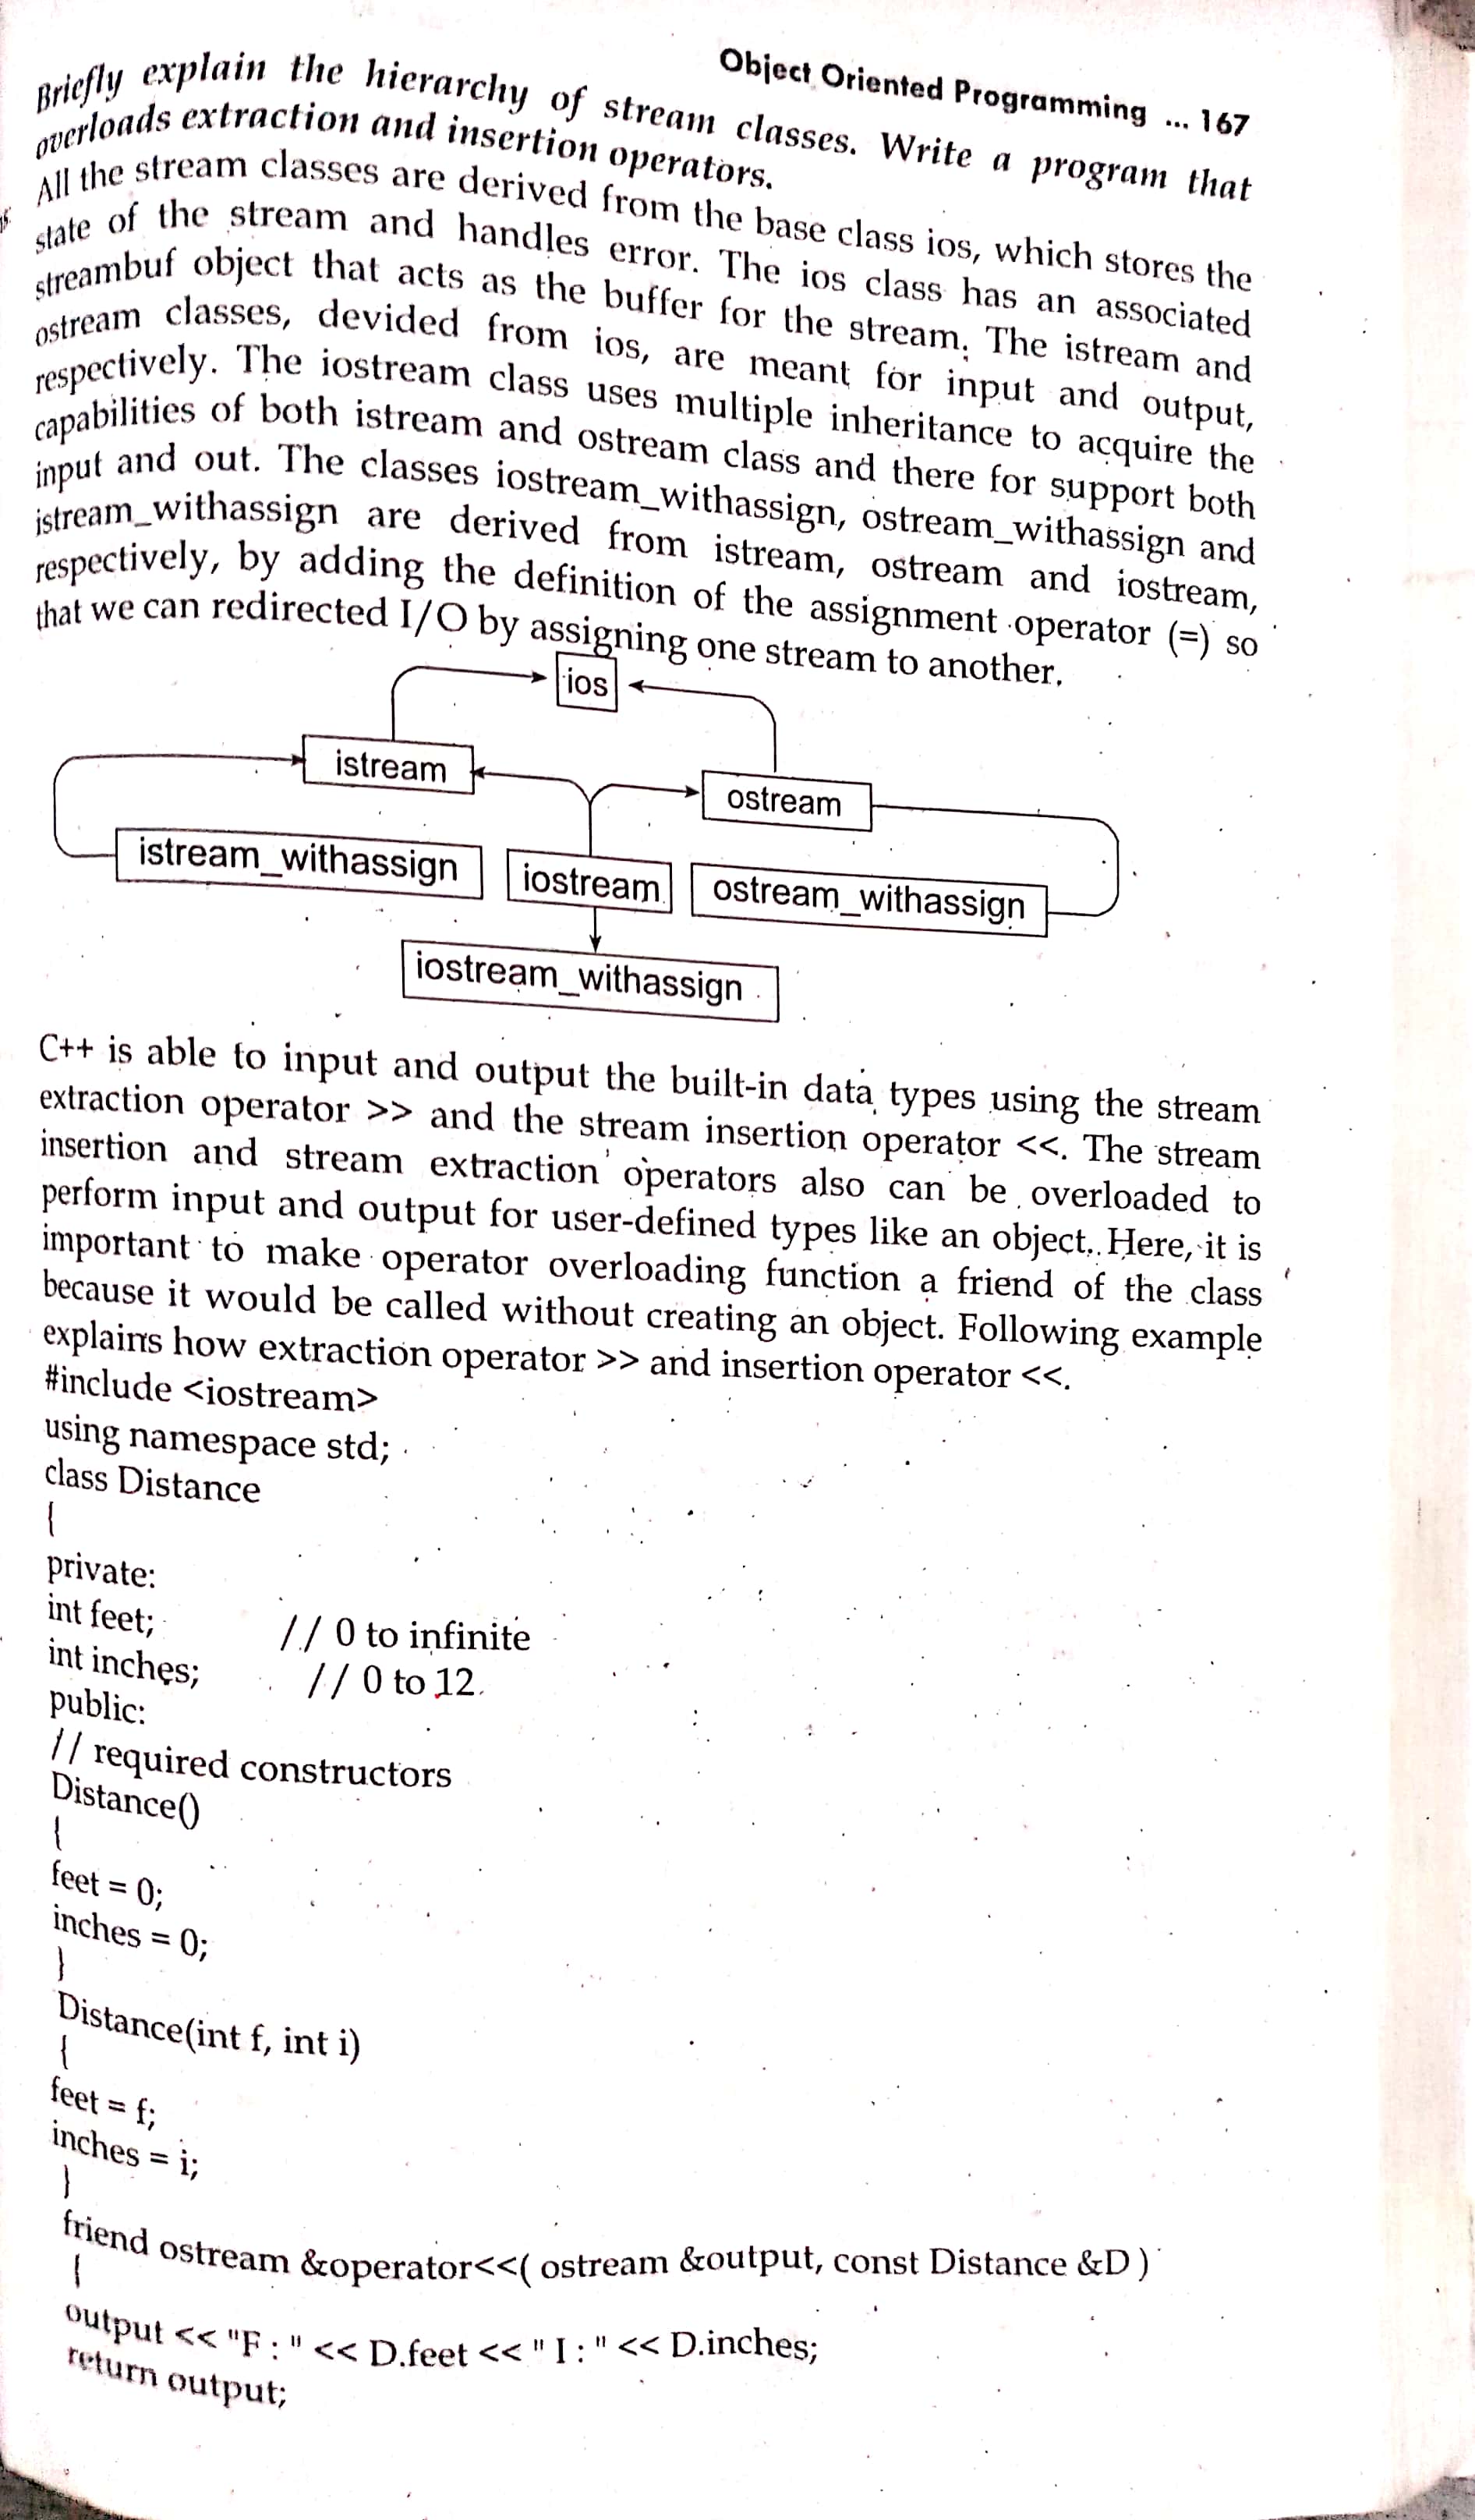 Object Oriented Programming ... 167
Briefly explain the hierarchy of stream classes. Write a program that
overloads extraction and insertion operators.
All the stream classes are derived from the base class ios, which stores the
state of the stream and handles error. The ios class has an associated
streambuf object that acts as the buffer for the stream. The istream and
ostream classes, devided from ios, are meant for input and output,
respectively. The iostream class uses multiple inheritance to acquire the
capabilities of both istream and ostream class and there for support both
input and out. The classes iostream_withassign, ostream_withassign and
istream_withassign are derived from istream, ostream and iostream,
respectively, by adding the definition of the assignment operator (=) so
that we can redirected I/O by assigning one stream to another.
ios
istream
ostream
istream_withassign
iostream
ostream_withassign
iostream_withassign
C++ is able to input and output the built-in data types using the stream
extraction operator >> and the stream insertion operator <<. The stream
insertion and stream extraction operators also can be overloaded to
perform input and output for user-defined types like an object. Here, it is
important to make operator overloading function a friend of the class
because it would be called without creating an object. Following example
explains how extraction operator >> and insertion operator <<.
#include <iostream>
using namespace std;
class Distance
{
private:
int feet; // 0 to infinite
int inches; // 0 to 12
public:
// required constructors
Distance()
{
feet = 0;
inches = 0;
}
Distance(int f, int i)
{
feet = f;
inches = i;
}
friend ostream &operator<<( ostream &output, const Distance &D )
{
output << "F : " << D.feet << " I : " << D.inches;
return output;